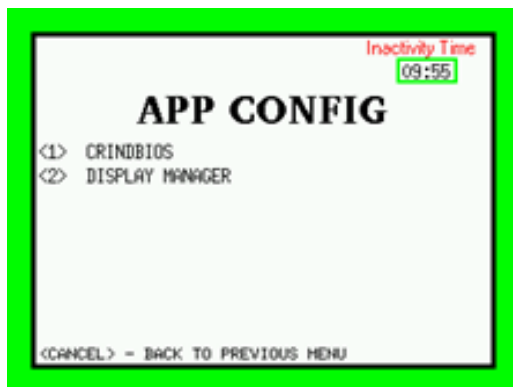 Inactivity Time
09:55
APP CONFIG
<1> CRINDBIOS
<2> DISPLAY MANAGER
<CANCEL> - BACK TO PREVIOUS MENU